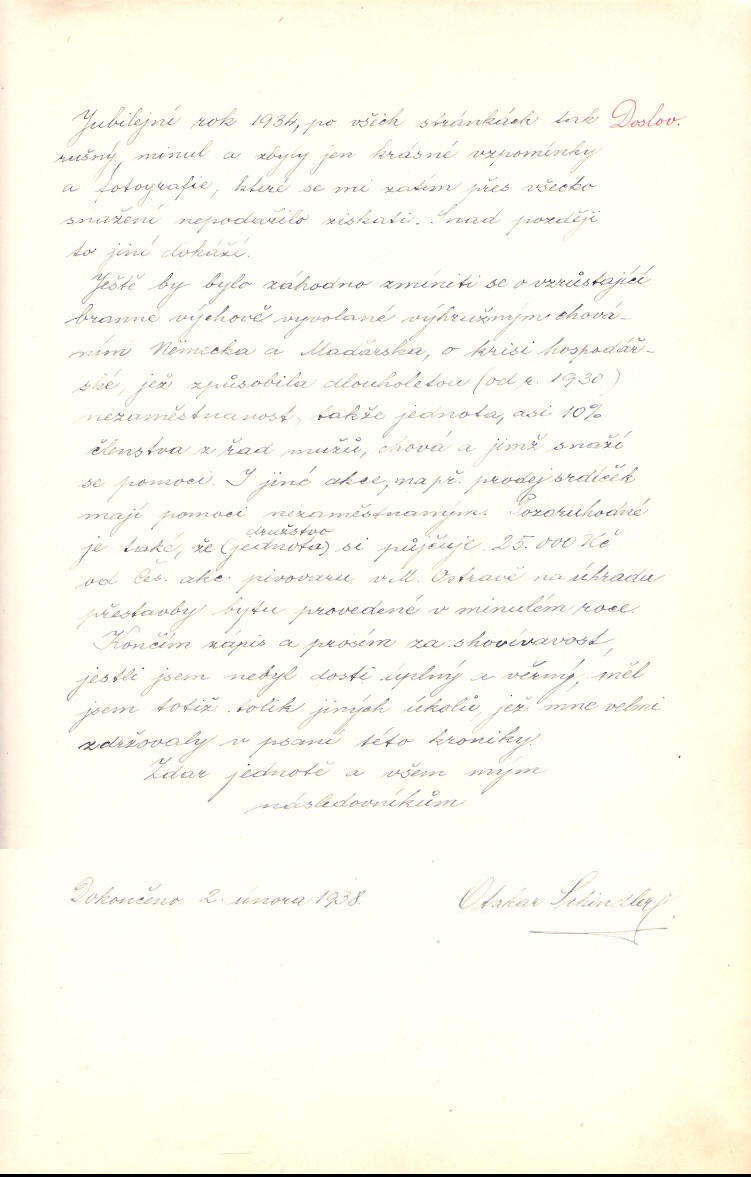 Jubilejní rok 1934, po všech stránkách tak Doslov.
rušný, minul a zbyly jen krásné vzpomínky
a fotografie, které se mi zatím přes všecko
snažení nepodařilo získati. Snad později
to jiní dokáží.
Ještě by bylo záhodno zmíniti se o vzrůstající
branné výchově vyvolané výhružným chová-
ním Německa a Maďarska, o krisi hospodář-
ské, jež způsobila dlouholetou (od r. 1930)
nezaměstnanost, takže jednota, asi 10%
členstva z řad mužů, chová a jimž snaží
se pomoci. I jiné akce, např. prodej srdíček
mají pomoci nezaměstnaným. Pozoruhodné
družstvo
je také, že (jednota) si půjčuje 25.000 Kč
od Čes. akc. pivovaru v M. Ostravě na úhradu
přestavby bytu provedené v minulém roce.
Končím zápis a prosím za shovívavost,
jestli jsem nebyl dosti úplný a věrný, měl
jsem totiž tolik jiných úkolů, jež mne velmi
zdržovaly v psaní této kroniky.
Zdar jednotě a všem mým
následovníkům
Dokončeno 2. února 1938. Otakar Schindler